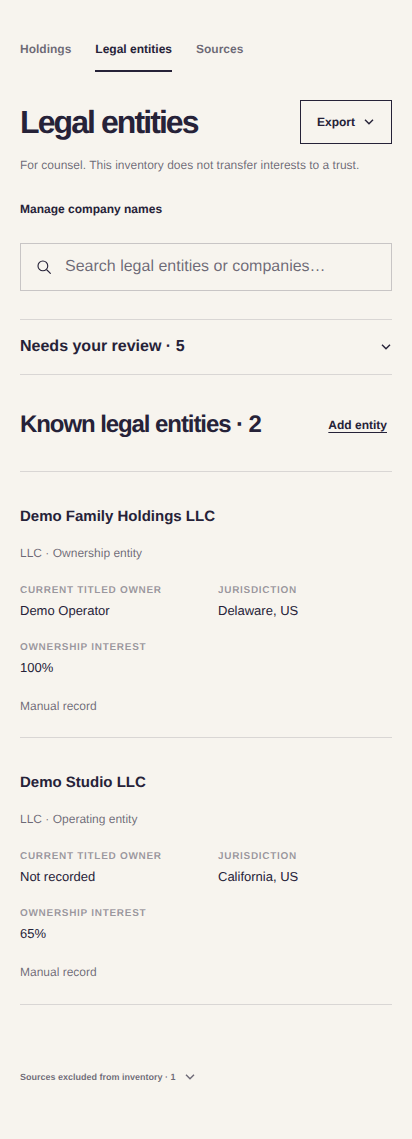 Holdings Legal entities Sources
Legal entities
Export
For counsel. This inventory does not transfer interests to a trust.
Manage company names
Search legal entities or companies…
Needs your review · 5
Known legal entities · 2
Add entity
Demo Family Holdings LLC
LLC · Ownership entity
CURRENT TITLED OWNER JURISDICTION
Demo Operator Delaware, US
OWNERSHIP INTEREST
100%
Manual record
Demo Studio LLC
LLC · Operating entity
CURRENT TITLED OWNER JURISDICTION
Not recorded California, US
OWNERSHIP INTEREST
65%
Manual record
Sources excluded from inventory · 1